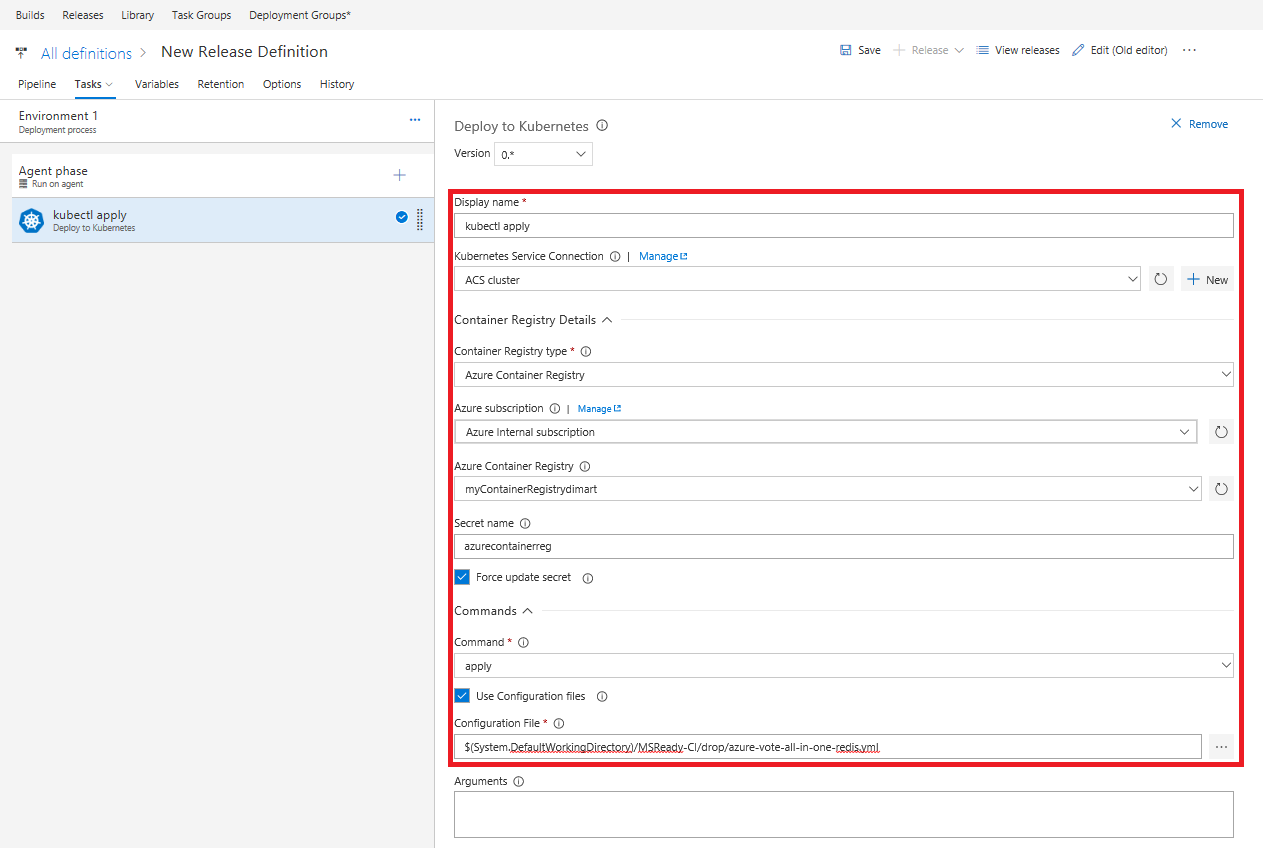 Builds Releases Library Task Groups Deployment Groups*
All definitions > New Release Definition
Save Release View releases Edit (Old editor) ...
Pipeline Tasks Variables Retention Options History
Environment 1
Deployment process
...
Agent phase
Run on agent
kubectl apply
Deploy to Kubernetes
Deploy to Kubernetes
Remove
Version 0.*
Display name *
kubectl apply
Kubernetes Service Connection | Manage
ACS cluster
New
Container Registry Details
Container Registry type *
Azure Container Registry
Azure subscription | Manage
Azure Internal subscription
Azure Container Registry
myContainerRegistrydimart
Secret name
azurecontainerreg
Force update secret
Commands
Command *
apply
Use Configuration files
Configuration File *
$(System.DefaultWorkingDirectory)/MSReady-CI/drop/azure-vote-all-in-one-redis.yml
...
Arguments